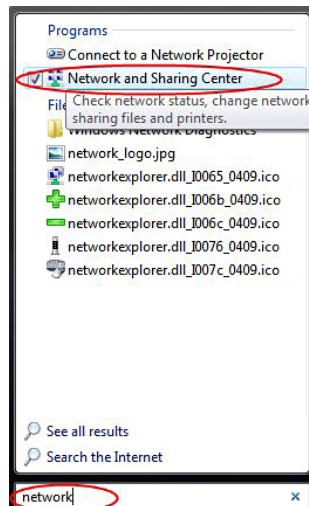 Programs
Connect to a Network Projector
Network and Sharing Center
File
Check network status, change network
sharing files and printers.
Windows Network Diagnostics
network_logo.jpg
networkexplorer.dll_I0065_0409.ico
networkexplorer.dll_I006b_0409.ico
networkexplorer.dll_I006c_0409.ico
networkexplorer.dll_I0076_0409.ico
networkexplorer.dll_I007c_0409.ico
See all results
Search the Internet
network